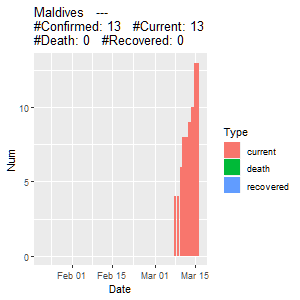 Maldives   ---
#Confirmed: 13   #Current: 13
#Death: 0   #Recovered: 0
Num
10
5
0
Feb 01   Feb 15   Mar 01   Mar 15
Date
Type
current
death
recovered